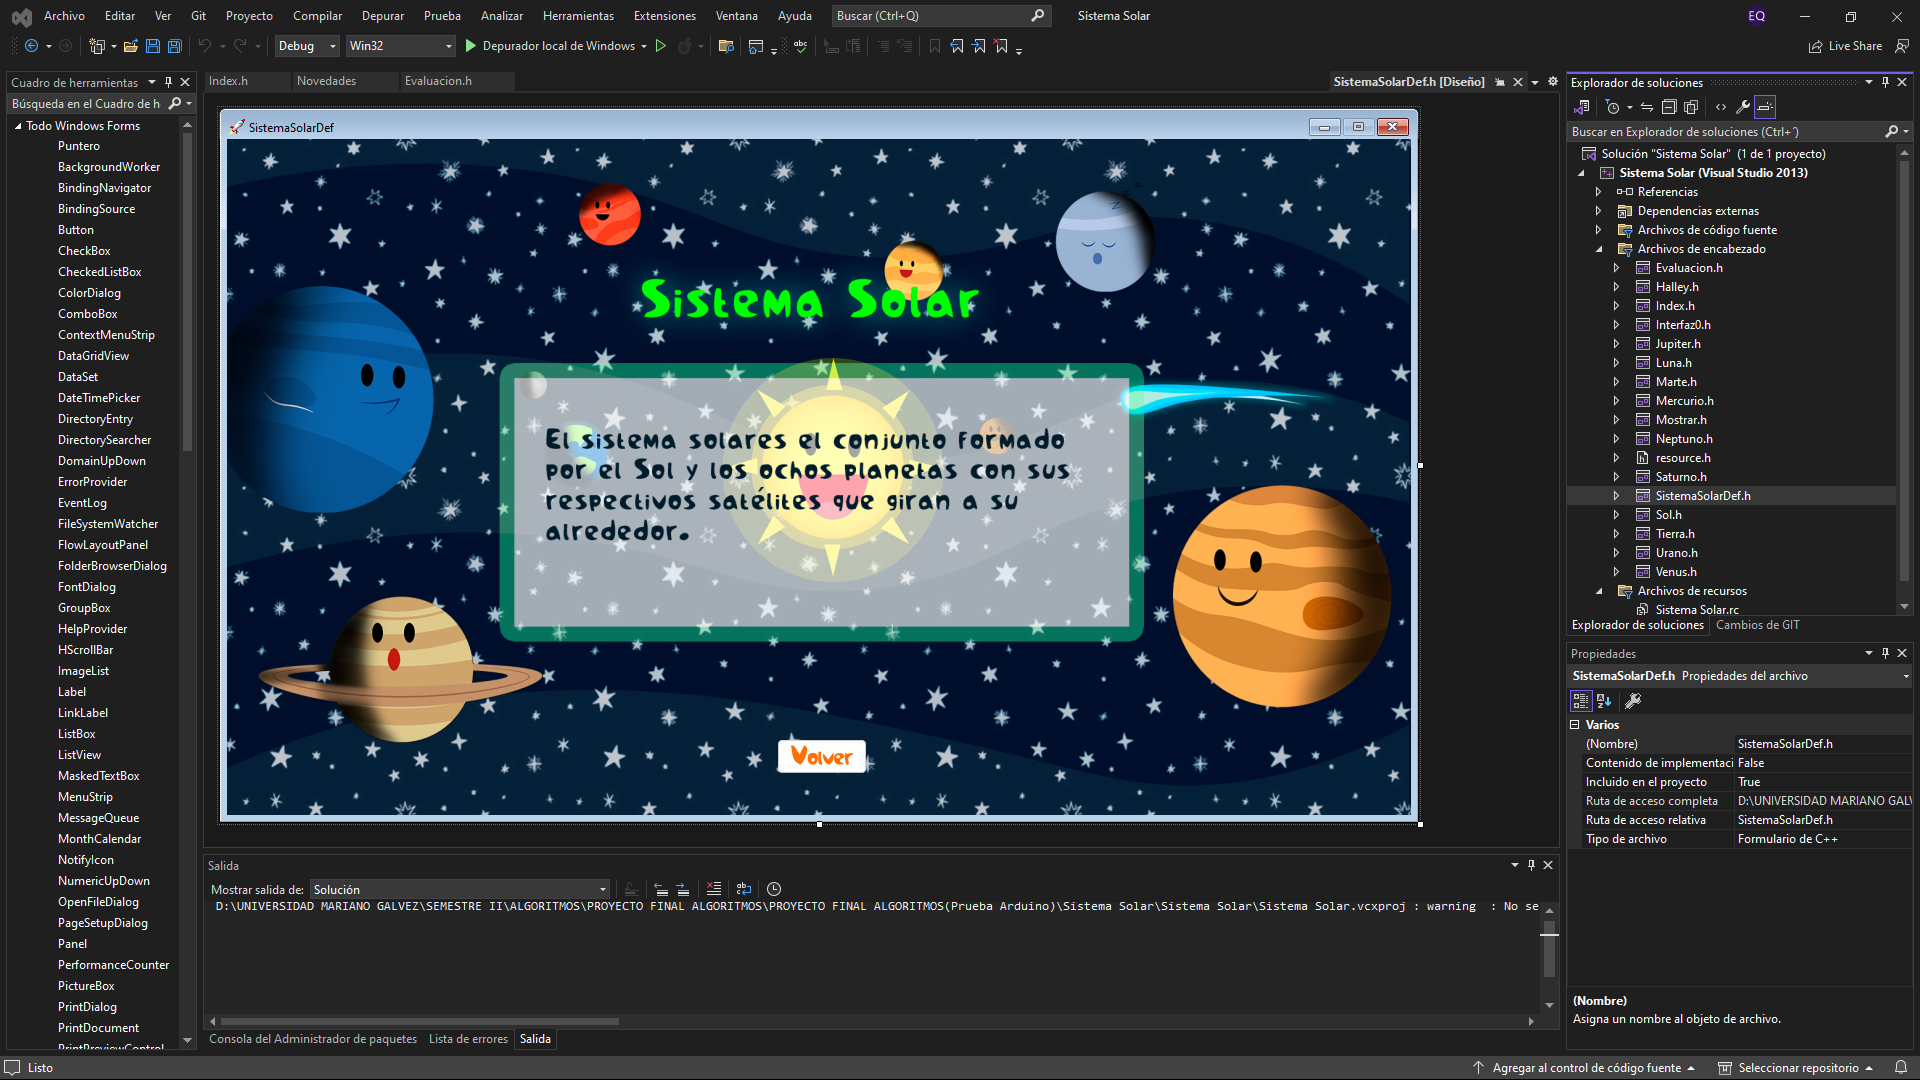 Archivo Editar Ver Git Proyecto Compilar Depurar Prueba Analizar Herramientas Extensiones Ventana Ayuda Buscar (Ctrl+Q) Sistema Solar EQ
Debug Win32 Depurador local de Windows Live Share
Cuadro de herramientas
Búsqueda en el Cuadro de h
Todo Windows Forms
Puntero
BackgroundWorker
BindingNavigator
BindingSource
Button
CheckBox
CheckedListBox
ColorDialog
ComboBox
ContextMenuStrip
DataGridView
DataSet
DateTimePicker
DirectoryEntry
DirectorySearcher
DomainUpDown
ErrorProvider
EventLog
FileSystemWatcher
FlowLayoutPanel
FolderBrowserDialog
FontDialog
GroupBox
HelpProvider
HScrollBar
ImageList
Label
LinkLabel
ListBox
ListView
MaskedTextBox
MenuStrip
MessageQueue
MonthCalendar
NotifyIcon
NumericUpDown
OpenFileDialog
PageSetupDialog
Panel
PerformanceCounter
PictureBox
PrintDialog
PrintDocument
PrintPreviewControl
Index.h Novedades Evaluacion.h SistemaSolarDef.h [Diseño]
SistemaSolarDef
Sistema Solar
El sistema solares el conjunto formado
por el Sol y los ochos planetas con sus
respectivos satélites que giran a su
alrededor.
Volver
Salida
Mostrar salida de: Solución
D:\UNIVERSIDAD MARIANO GALVEZ\SEMESTRE II\ALGORITMOS\PROYECTO FINAL ALGORITMOS\PROYECTO FINAL ALGORITMOS(Prueba Arduino)\Sistema Solar\Sistema Solar\Sistema Solar.vcxproj : warning : No se
Consola del Administrador de paquetes Lista de errores Salida
Explorador de soluciones
Buscar en Explorador de soluciones (Ctrl+´)
Solución "Sistema Solar" (1 de 1 proyecto)
Sistema Solar (Visual Studio 2013)
Referencias
Dependencias externas
Archivos de código fuente
Archivos de encabezado
Evaluacion.h
Halley.h
Index.h
Interfaz0.h
Jupiter.h
Luna.h
Marte.h
Mercurio.h
Mostrar.h
Neptuno.h
resource.h
Saturno.h
SistemaSolarDef.h
Sol.h
Tierra.h
Urano.h
Venus.h
Archivos de recursos
Sistema Solar.rc
Explorador de soluciones Cambios de GIT
Propiedades
SistemaSolarDef.h Propiedades del archivo
Varios
(Nombre) SistemaSolarDef.h
Contenido de implementaci False
Incluido en el proyecto True
Ruta de acceso completa D:\UNIVERSIDAD MARIANO GALV
Ruta de acceso relativa SistemaSolarDef.h
Tipo de archivo Formulario de C++
(Nombre)
Asigna un nombre al objeto de archivo.
Listo Agregar al control de código fuente Seleccionar repositorio